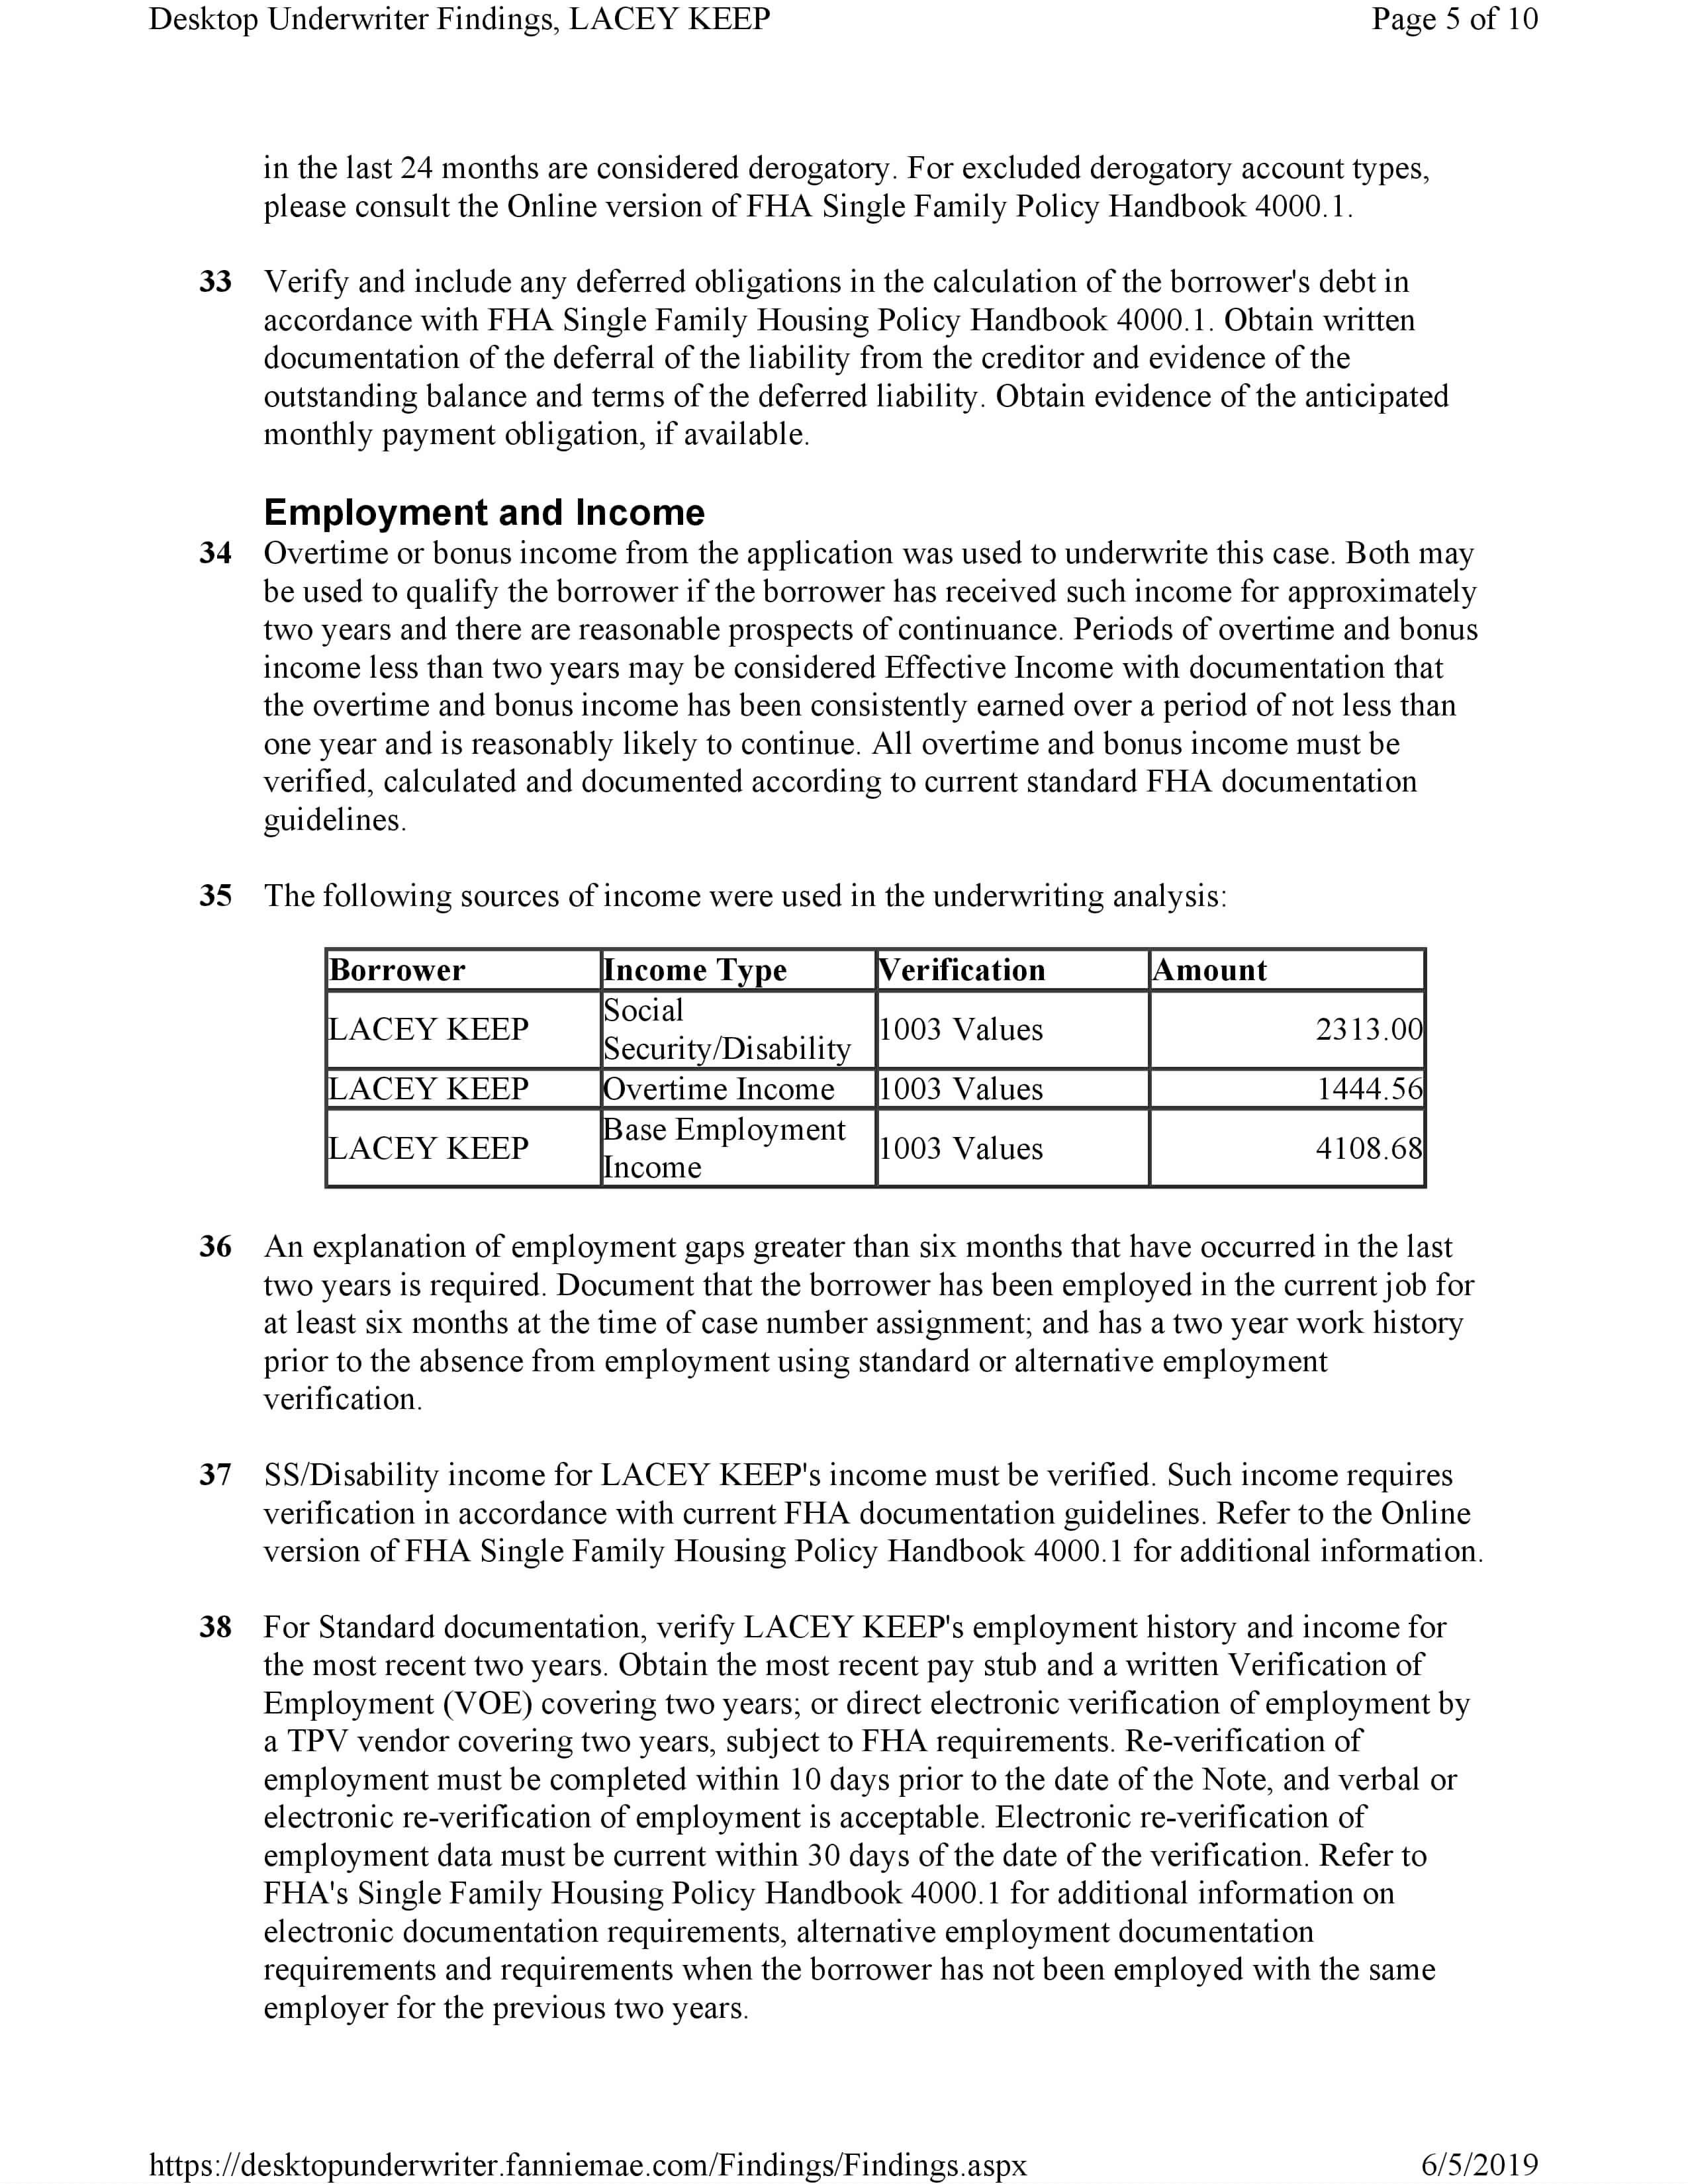 Desktop Underwriter Findings, LACEY KEEP Page 5 of 10
in the last 24 months are considered derogatory. For excluded derogatory account types,
please consult the Online version of FHA Single Family Policy Handbook 4000.1.
33 Verify and include any deferred obligations in the calculation of the borrower's debt in
accordance with FHA Single Family Housing Policy Handbook 4000.1. Obtain written
documentation of the deferral of the liability from the creditor and evidence of the
outstanding balance and terms of the deferred liability. Obtain evidence of the anticipated
monthly payment obligation, if available.
Employment and Income
34 Overtime or bonus income from the application was used to underwrite this case. Both may
be used to qualify the borrower if the borrower has received such income for approximately
two years and there are reasonable prospects of continuance. Periods of overtime and bonus
income less than two years may be considered Effective Income with documentation that
the overtime and bonus income has been consistently earned over a period of not less than
one year and is reasonably likely to continue. All overtime and bonus income must be
verified, calculated and documented according to current standard FHA documentation
guidelines.
35 The following sources of income were used in the underwriting analysis:
Borrower Income Type Verification Amount
LACEY KEEP Social Security/Disability 1003 Values 2313.00
LACEY KEEP Overtime Income 1003 Values 1444.56
LACEY KEEP Base Employment Income 1003 Values 4108.68
36 An explanation of employment gaps greater than six months that have occurred in the last
two years is required. Document that the borrower has been employed in the current job for
at least six months at the time of case number assignment; and has a two year work history
prior to the absence from employment using standard or alternative employment
verification.
37 SS/Disability income for LACEY KEEP's income must be verified. Such income requires
verification in accordance with current FHA documentation guidelines. Refer to the Online
version of FHA Single Family Housing Policy Handbook 4000.1 for additional information.
38 For Standard documentation, verify LACEY KEEP's employment history and income for
the most recent two years. Obtain the most recent pay stub and a written Verification of
Employment (VOE) covering two years; or direct electronic verification of employment by
a TPV vendor covering two years, subject to FHA requirements. Re-verification of
employment must be completed within 10 days prior to the date of the Note, and verbal or
electronic re-verification of employment is acceptable. Electronic re-verification of
employment data must be current within 30 days of the date of the verification. Refer to
FHA's Single Family Housing Policy Handbook 4000.1 for additional information on
electronic documentation requirements, alternative employment documentation
requirements and requirements when the borrower has not been employed with the same
employer for the previous two years.
https://desktopunderwriter.fanniemae.com/Findings/Findings.aspx 6/5/2019